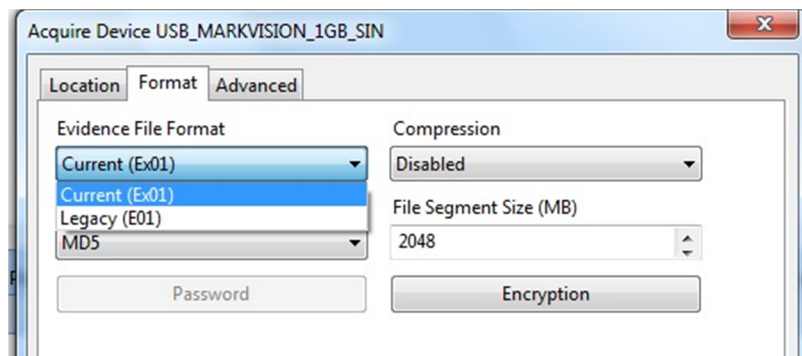 Acquire Device USB_MARKVISION_1GB_SIN
Location Format Advanced
Evidence File Format
Compression
Current (Ex01)
Disabled
Current (Ex01)
Legacy (E01)
File Segment Size (MB)
MD5
2048
Password
Encryption